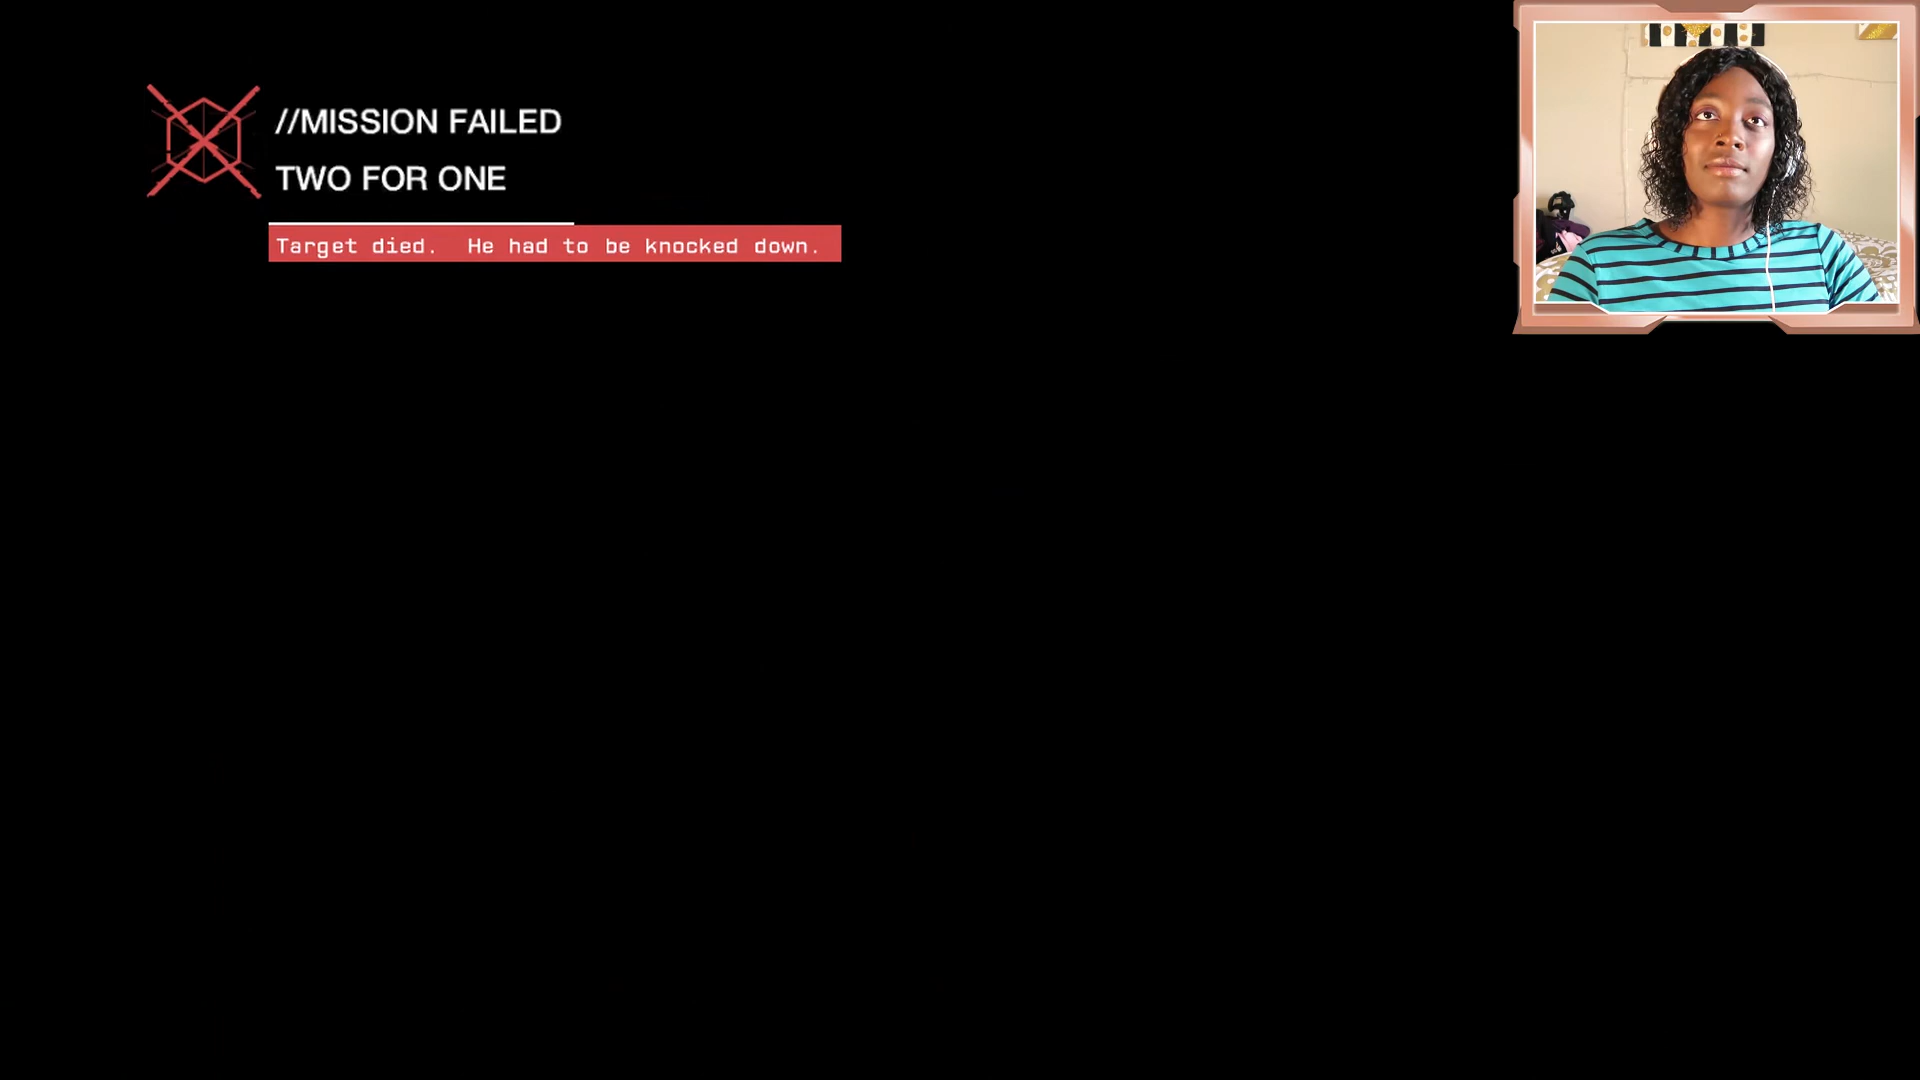 //MISSION FAILED
TWO FOR ONE
Target died. He had to be knocked down.